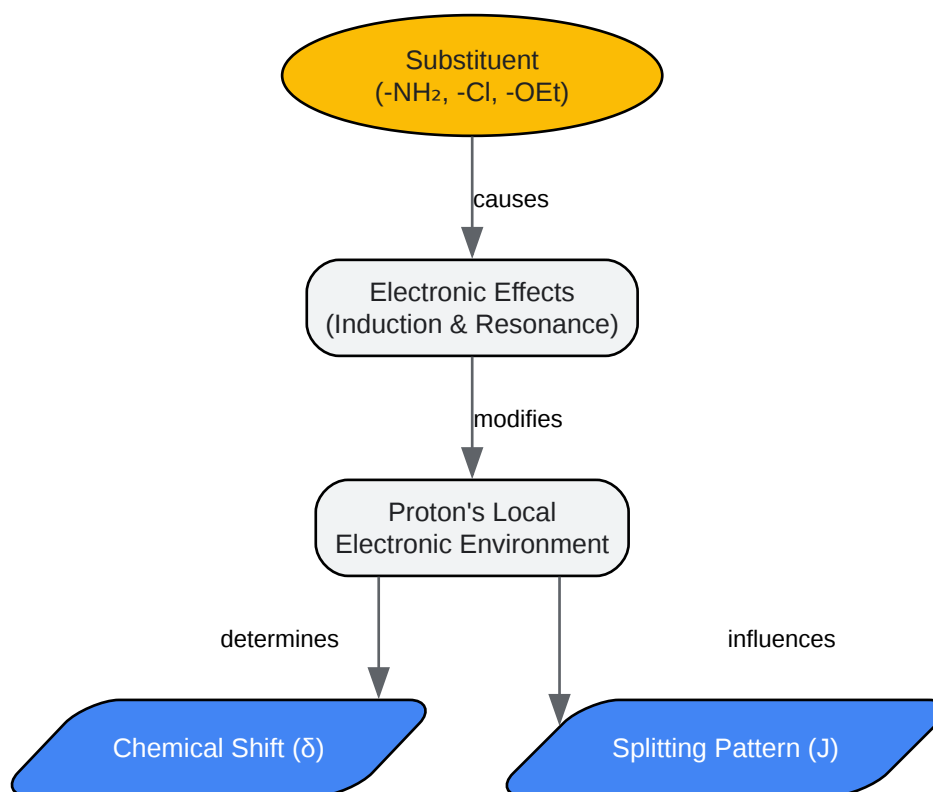 Substituent
(-NH₂, -Cl, -OEt)
causes
Electronic Effects
(Induction & Resonance)
modifies
Proton's Local
Electronic Environment
determines
influences
Chemical Shift (δ)
Splitting Pattern (J)